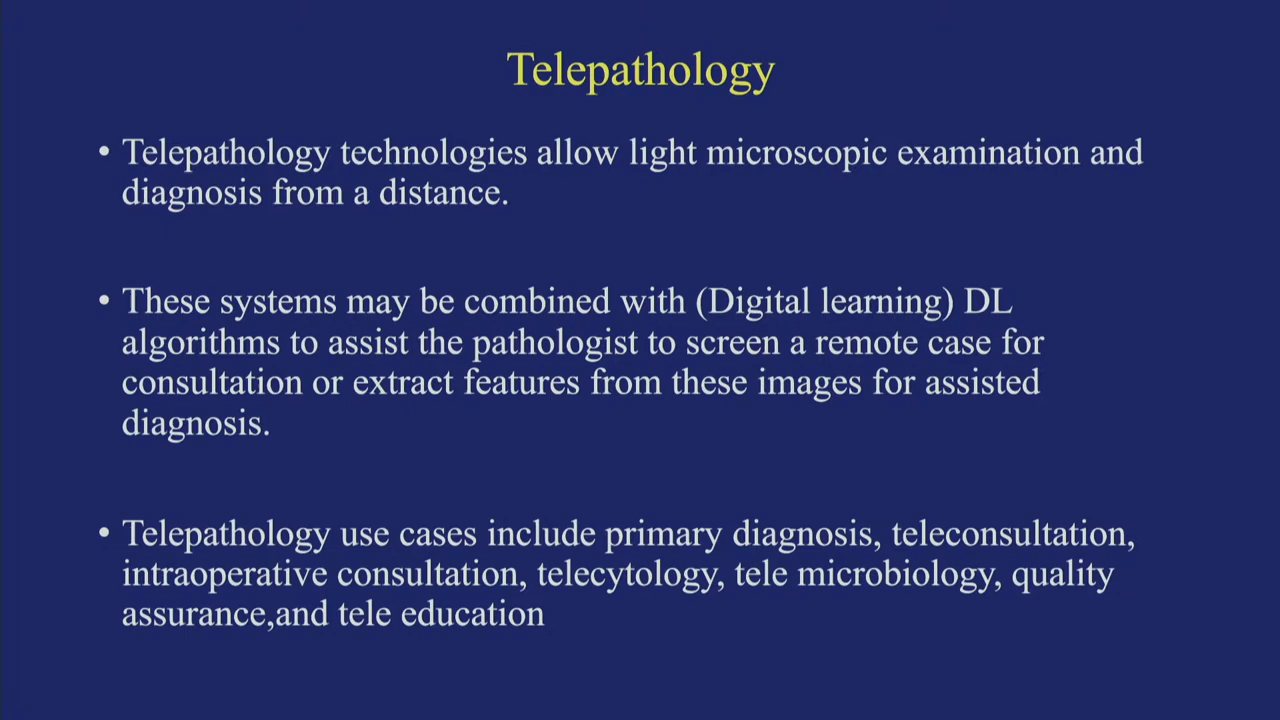 Telepathology
• Telepathology technologies allow light microscopic examination and
diagnosis from a distance.
• These systems may be combined with (Digital learning) DL
algorithms to assist the pathologist to screen a remote case for
consultation or extract features from these images for assisted
diagnosis.
• Telepathology use cases include primary diagnosis, teleconsultation,
intraoperative consultation, telecytology, tele microbiology, quality
assurance,and tele education